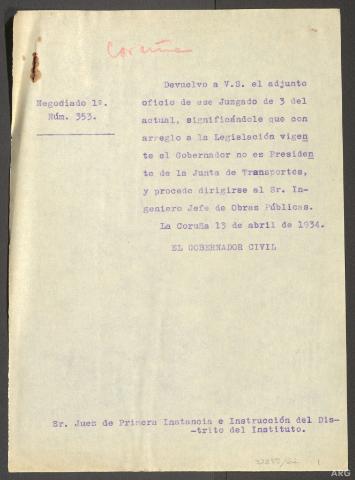 Coruña
Devuelvo a V.S. el adjunto
Negociado 1º.
Núm. 353.
oficio de ese Juzgado de 3 del
actual, significándole que con
arreglo a la Legislación vigen
te el Gobernador no es Presiden
te de la Junta de Transportes,
y procede dirigirse al Sr. In-
geniero Jefe de Obras Públicas.
La Coruña 13 de abril de 1934.
EL GOBERNADOR CIVIL
Sr. Juez de Primera Instancia e Instrucción del Dis-
-trito del Instituto.
1
ARG